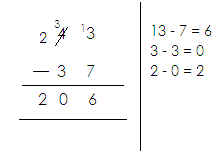 3
2 4 13
— 3 7
2 0 6
13 - 7 = 6
3 - 3 = 0
2 - 0 = 2